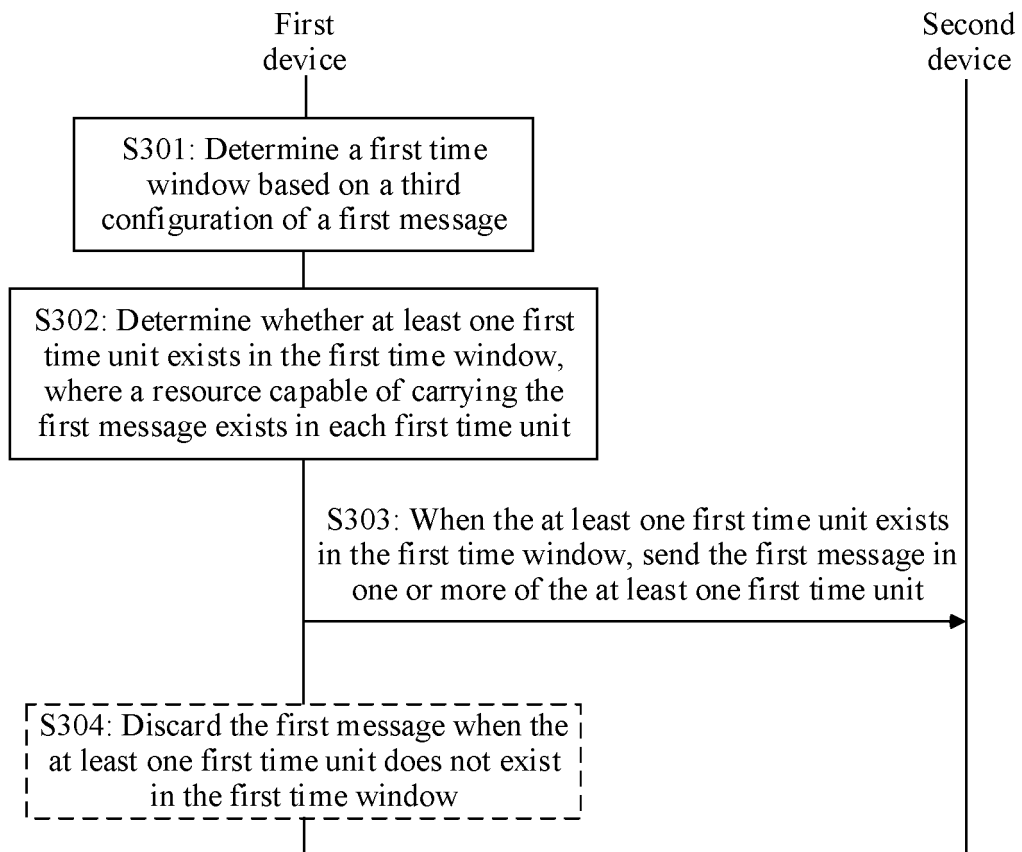 First
device
Second
device
S301: Determine a first time
window based on a third
configuration of a first message
S302: Determine whether at least one first
time unit exists in the first time window,
where a resource capable of carrying the
first message exists in each first time unit
S303: When the at least one first time unit exists
in the first time window, send the first message in
one or more of the at least one first time unit
S304: Discard the first message when the
at least one first time unit does not exist
in the first time window